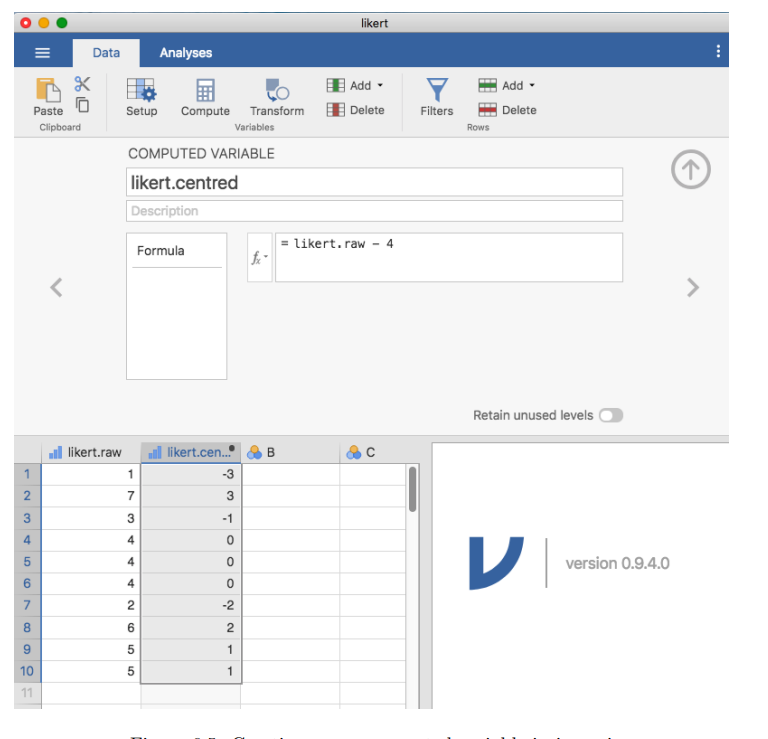 likert
Data Analyses
Paste
Clipboard
Setup Compute Transform
Add
Delete
Variables
Filters
Add
Delete
Rows
COMPUTED VARIABLE
likert.centred
Description
Formula
fx
= likert.raw – 4
Retain unused levels
likert.raw likert.cen... B C
1 1 -3
2 7 3
3 3 -1
4 4 0
5 4 0
6 4 0
7 2 -2
8 6 2
9 5 1
10 5 1
11
version 0.9.4.0